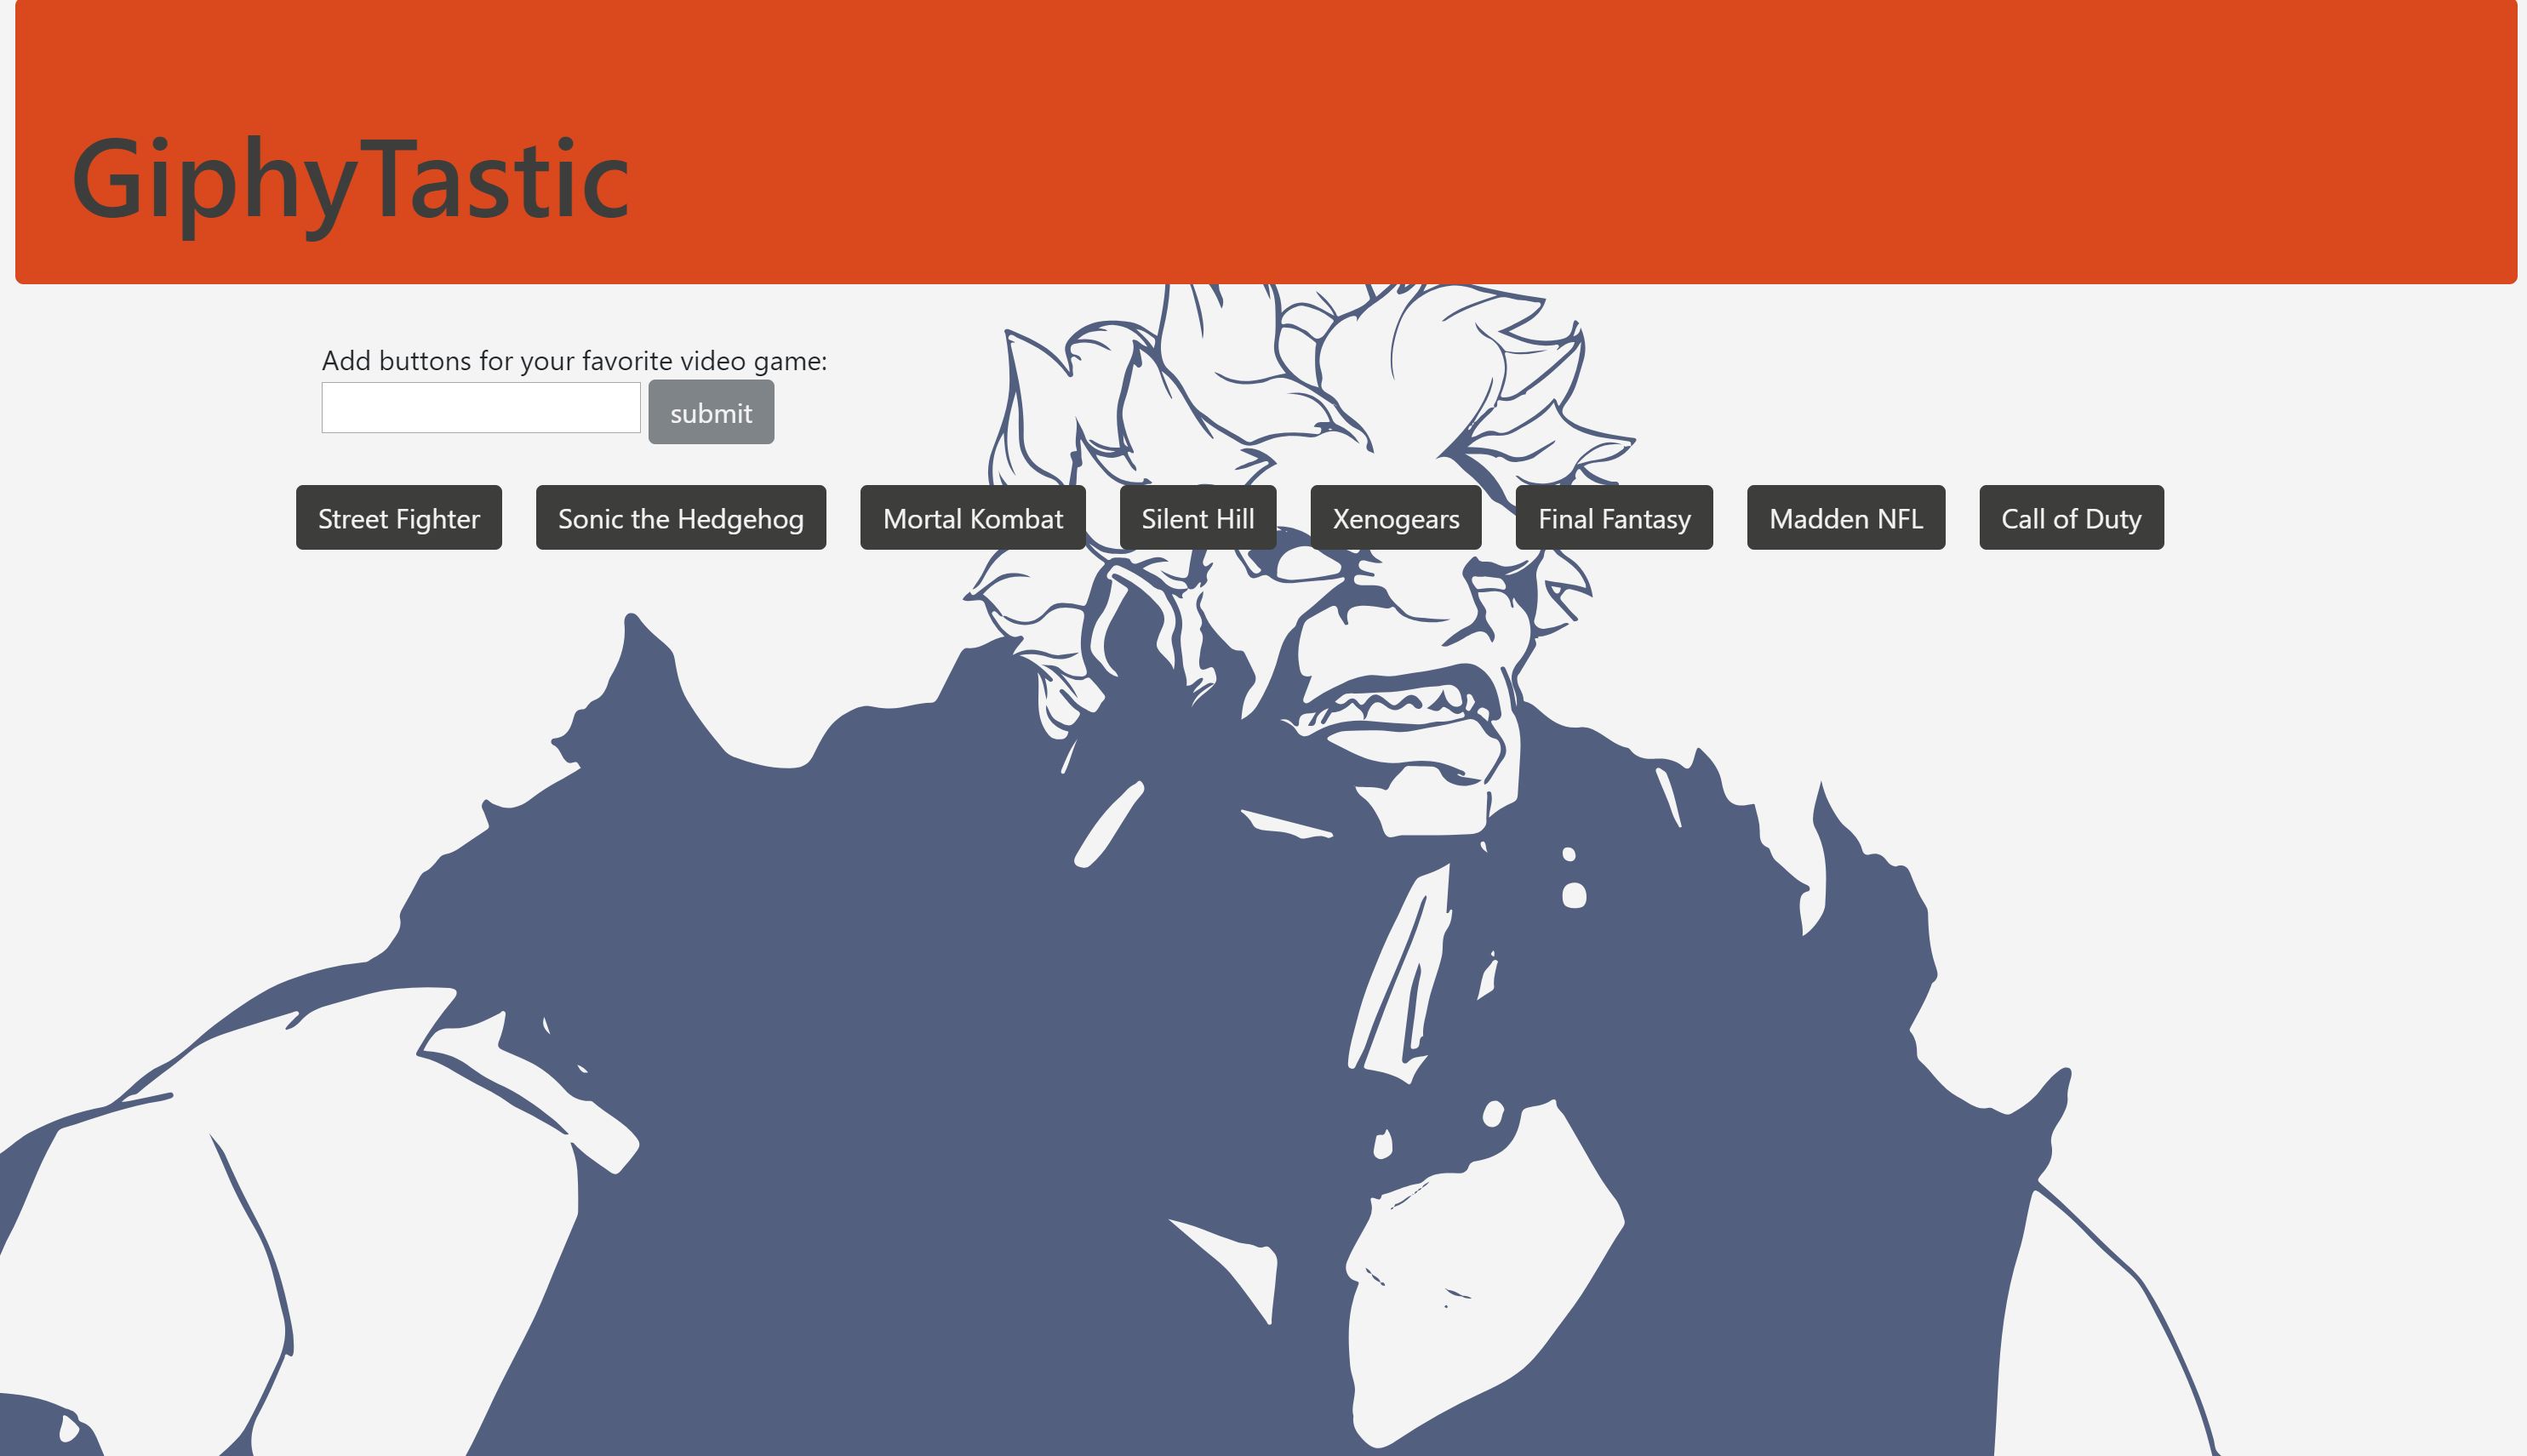 GiphyTastic
Add buttons for your favorite video game:
submit
Street Fighter Sonic the Hedgehog Mortal Kombat Silent Hill Xenogears Final Fantasy Madden NFL Call of Duty